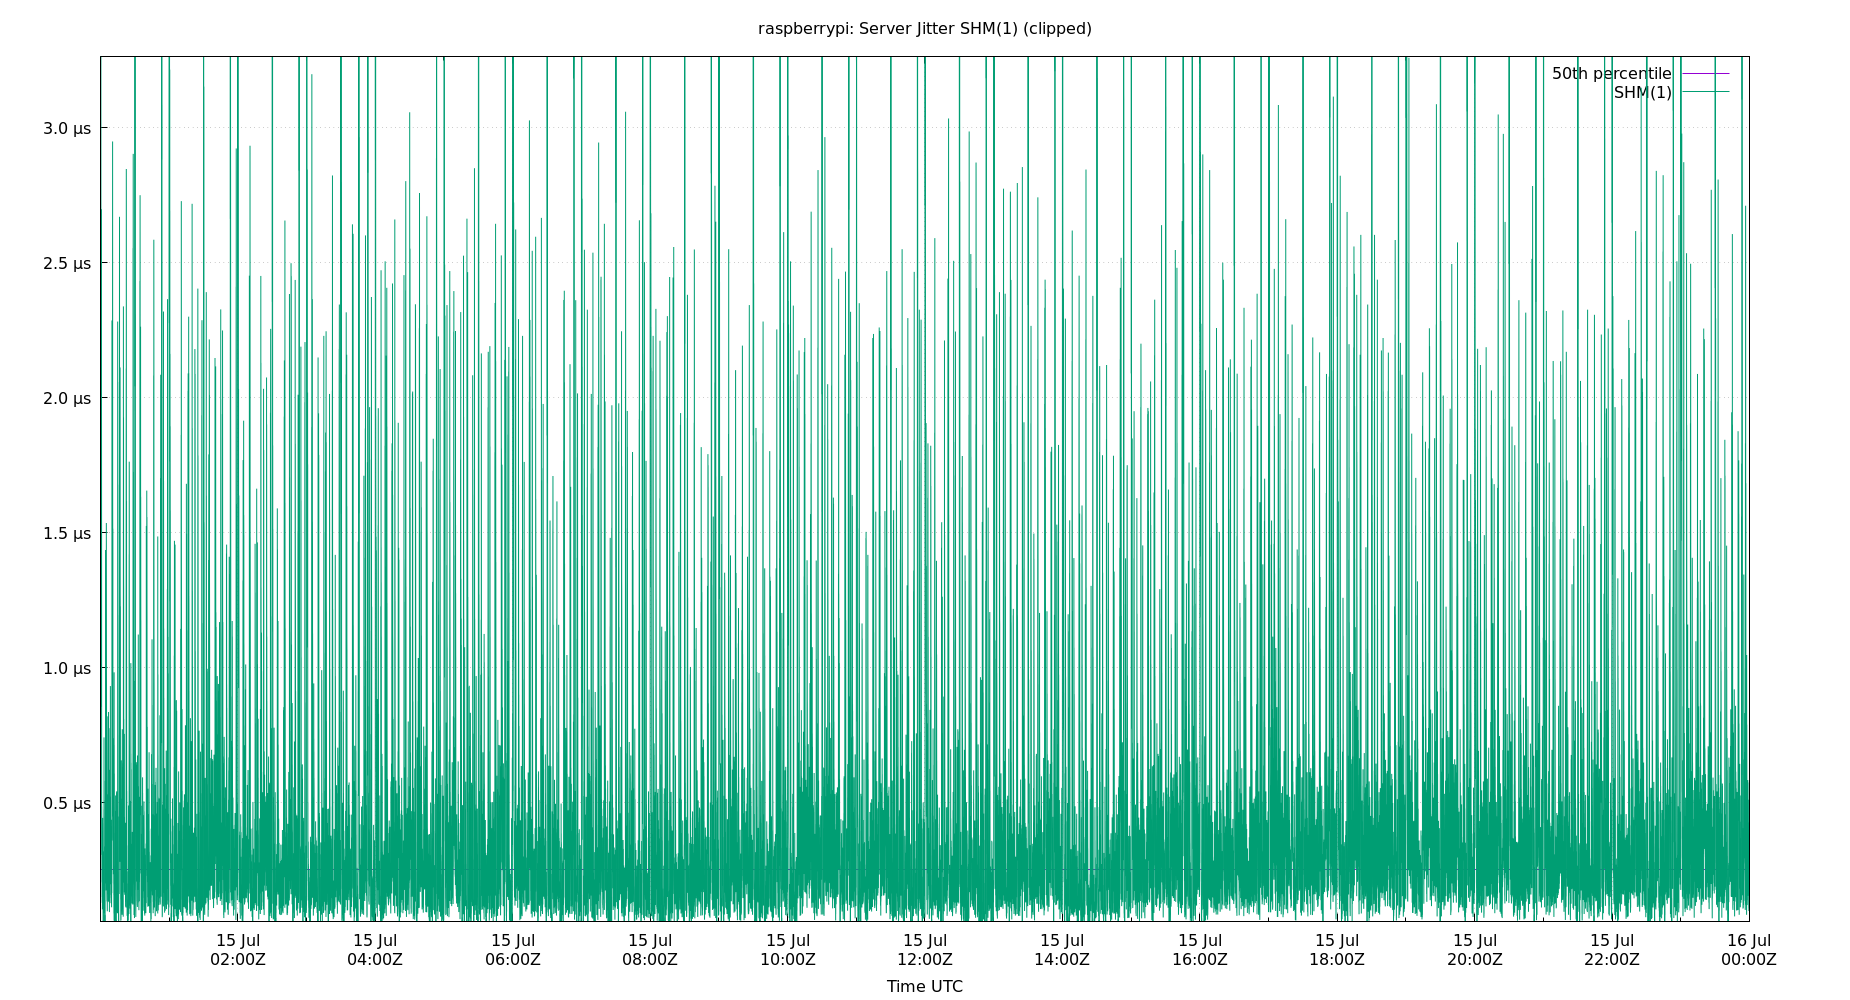 raspberrypi: Server Jitter SHM(1) (clipped)
50th percentile
SHM(1)
3.0 µs
2.5 µs
2.0 µs
1.5 µs
1.0 µs
0.5 µs
15 Jul 15 Jul 15 Jul 15 Jul 15 Jul 15 Jul 15 Jul 15 Jul 15 Jul 15 Jul 15 Jul 16 Jul
02:00Z 04:00Z 06:00Z 08:00Z 10:00Z 12:00Z 14:00Z 16:00Z 18:00Z 20:00Z 22:00Z 00:00Z
Time UTC